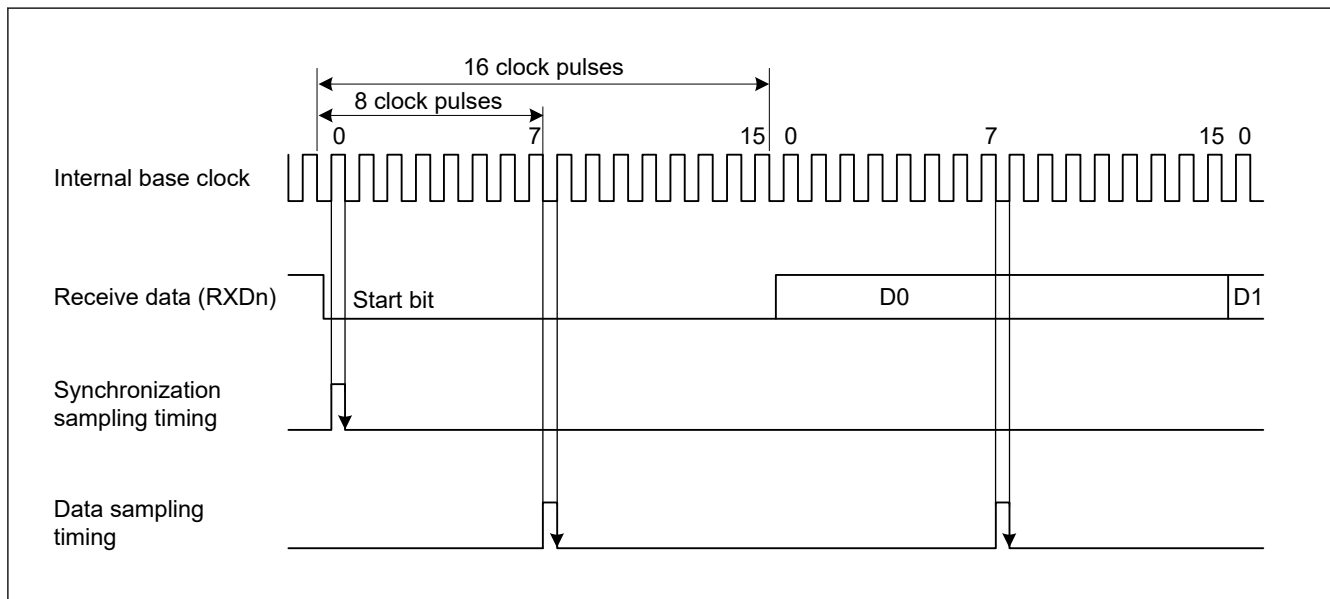 16 clock pulses
8 clock pulses
0 7 15 0 7 15 0
Internal base clock
Receive data (RXDn)
Start bit
D0
D1
Synchronization
sampling timing
Data sampling
timing